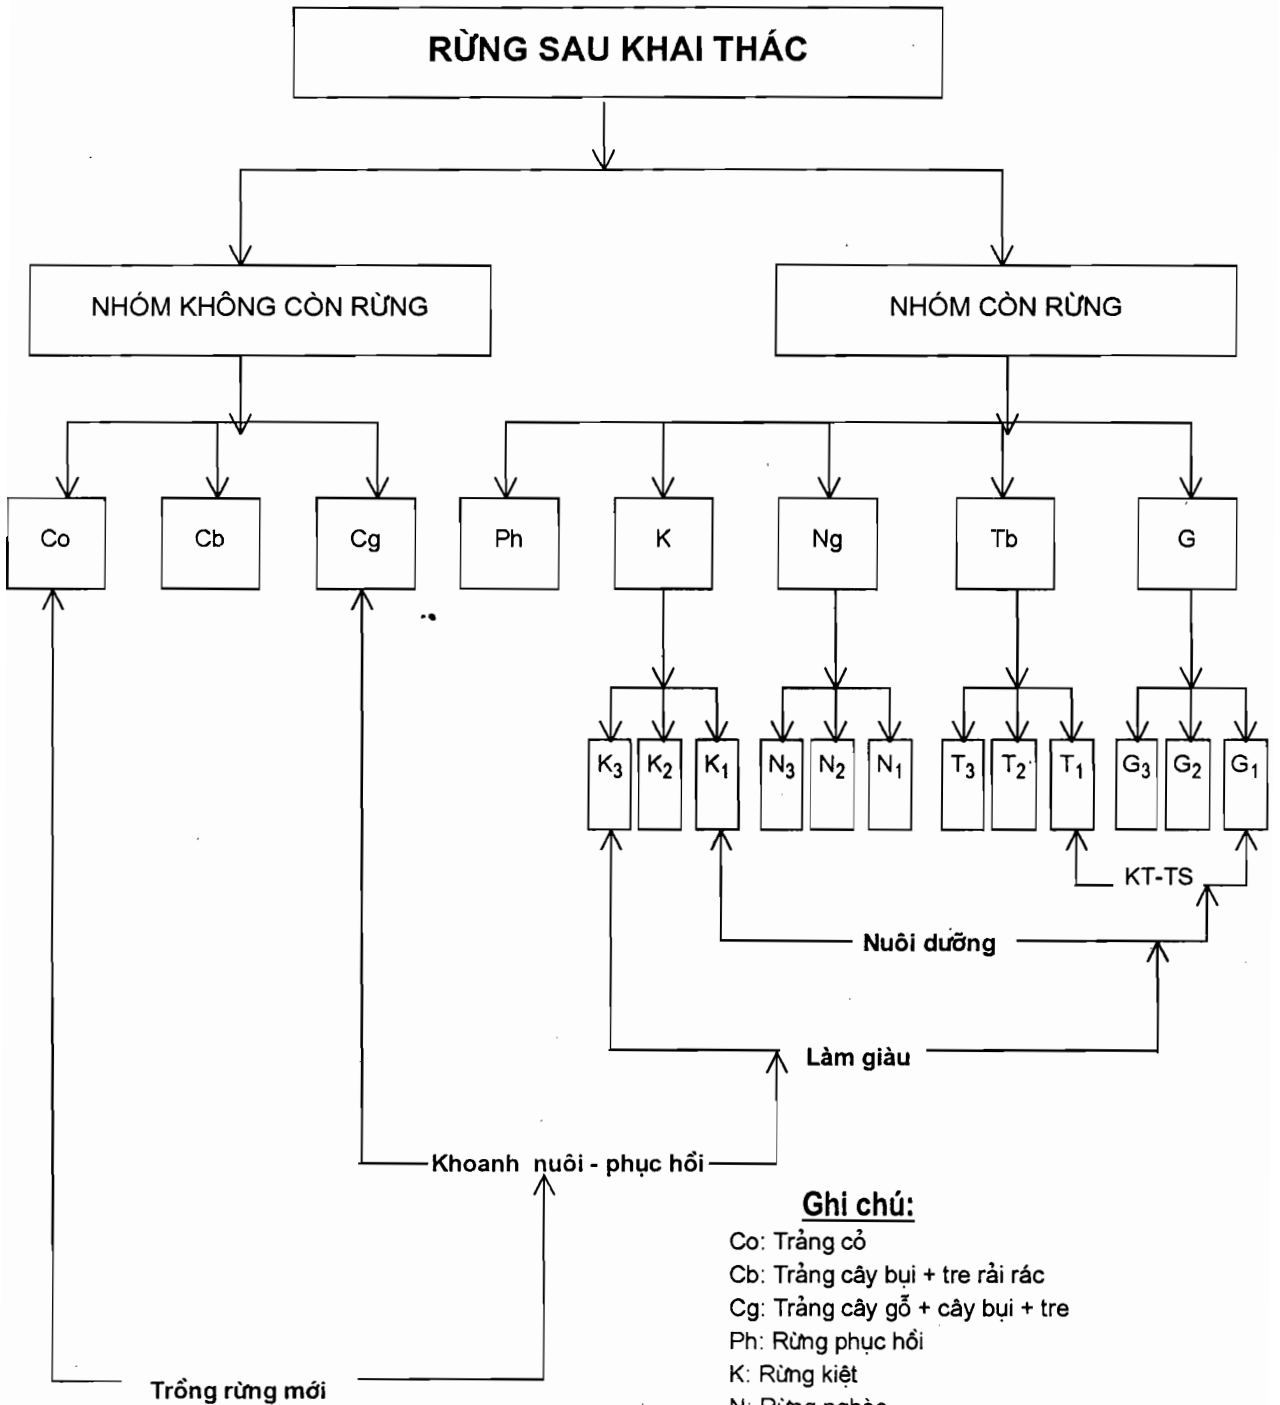 RỪNG SAU KHAI THÁC
NHÓM KHÔNG CÒN RỪNG
NHÓM CÒN RỪNG
Co
Cb
Cg
Ph
K
Ng
Tb
G
K3
K2
K1
N3
N2
N1
T3
T2
T1
G3
G2
G1
KT-TS
Nuôi dưỡng
Làm giàu
Khoanh nuôi - phục hồi
Trồng rừng mới
Ghi chú:
Co: Trảng cỏ
Cb: Trảng cây bụi + tre rải rác
Cg: Trảng cây gỗ + cây bụi + tre
Ph: Rừng phục hồi
K: Rừng kiệt
N: Rừng nghèo